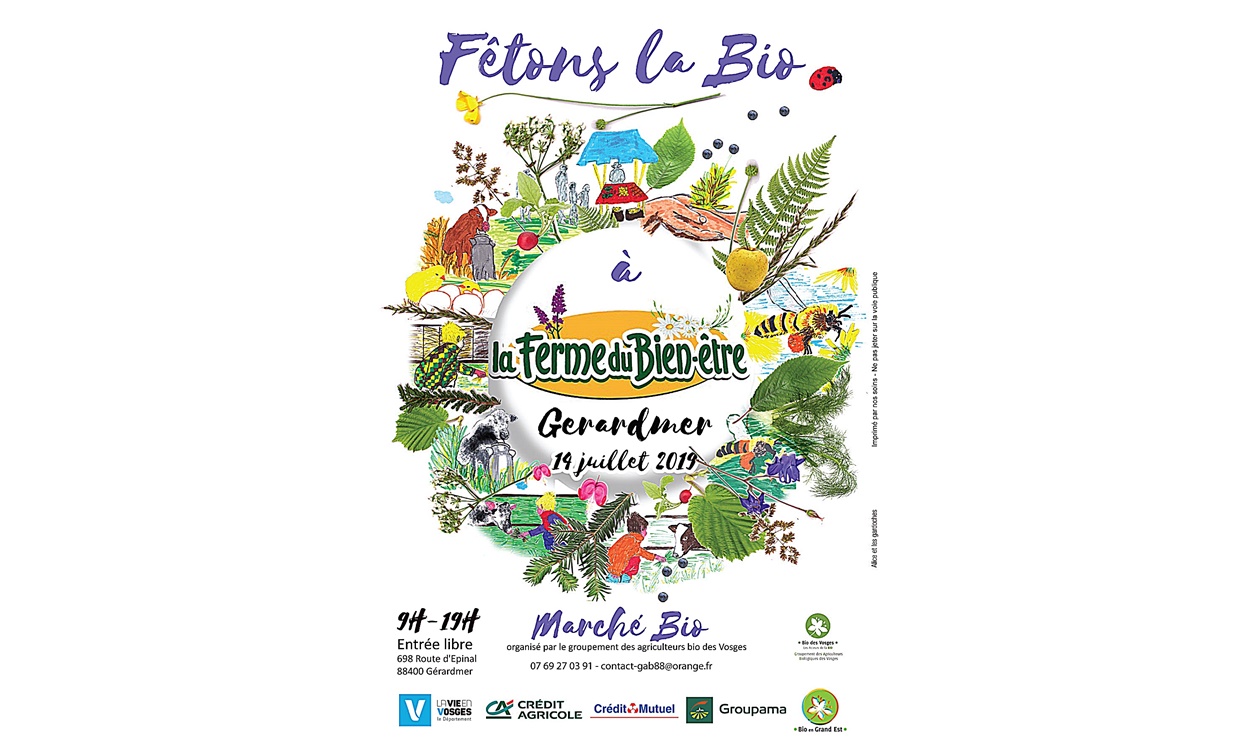 Fêtons la Bio
à
la Ferme du Bien-être
Gerardmer
14 juillet 2019
Imprimé par nos soins - Ne pas jeter sur la voie publique
Alice et les gardoches
9H-19H
Entrée libre
698 Route d'Epinal
88400 Gérardmer
Marché Bio
organisé par le groupement des agriculteurs bio des Vosges
07 69 27 03 91 - contact-gab88@orange.fr
• Bio des Vosges •
Groupement des Agriculteurs
Biologiques des Vosges
LA VIE EN
VOSGES
le Département
CA CRÉDIT
AGRICOLE
Crédit Mutuel
Groupama
• Bio en Grand Est •